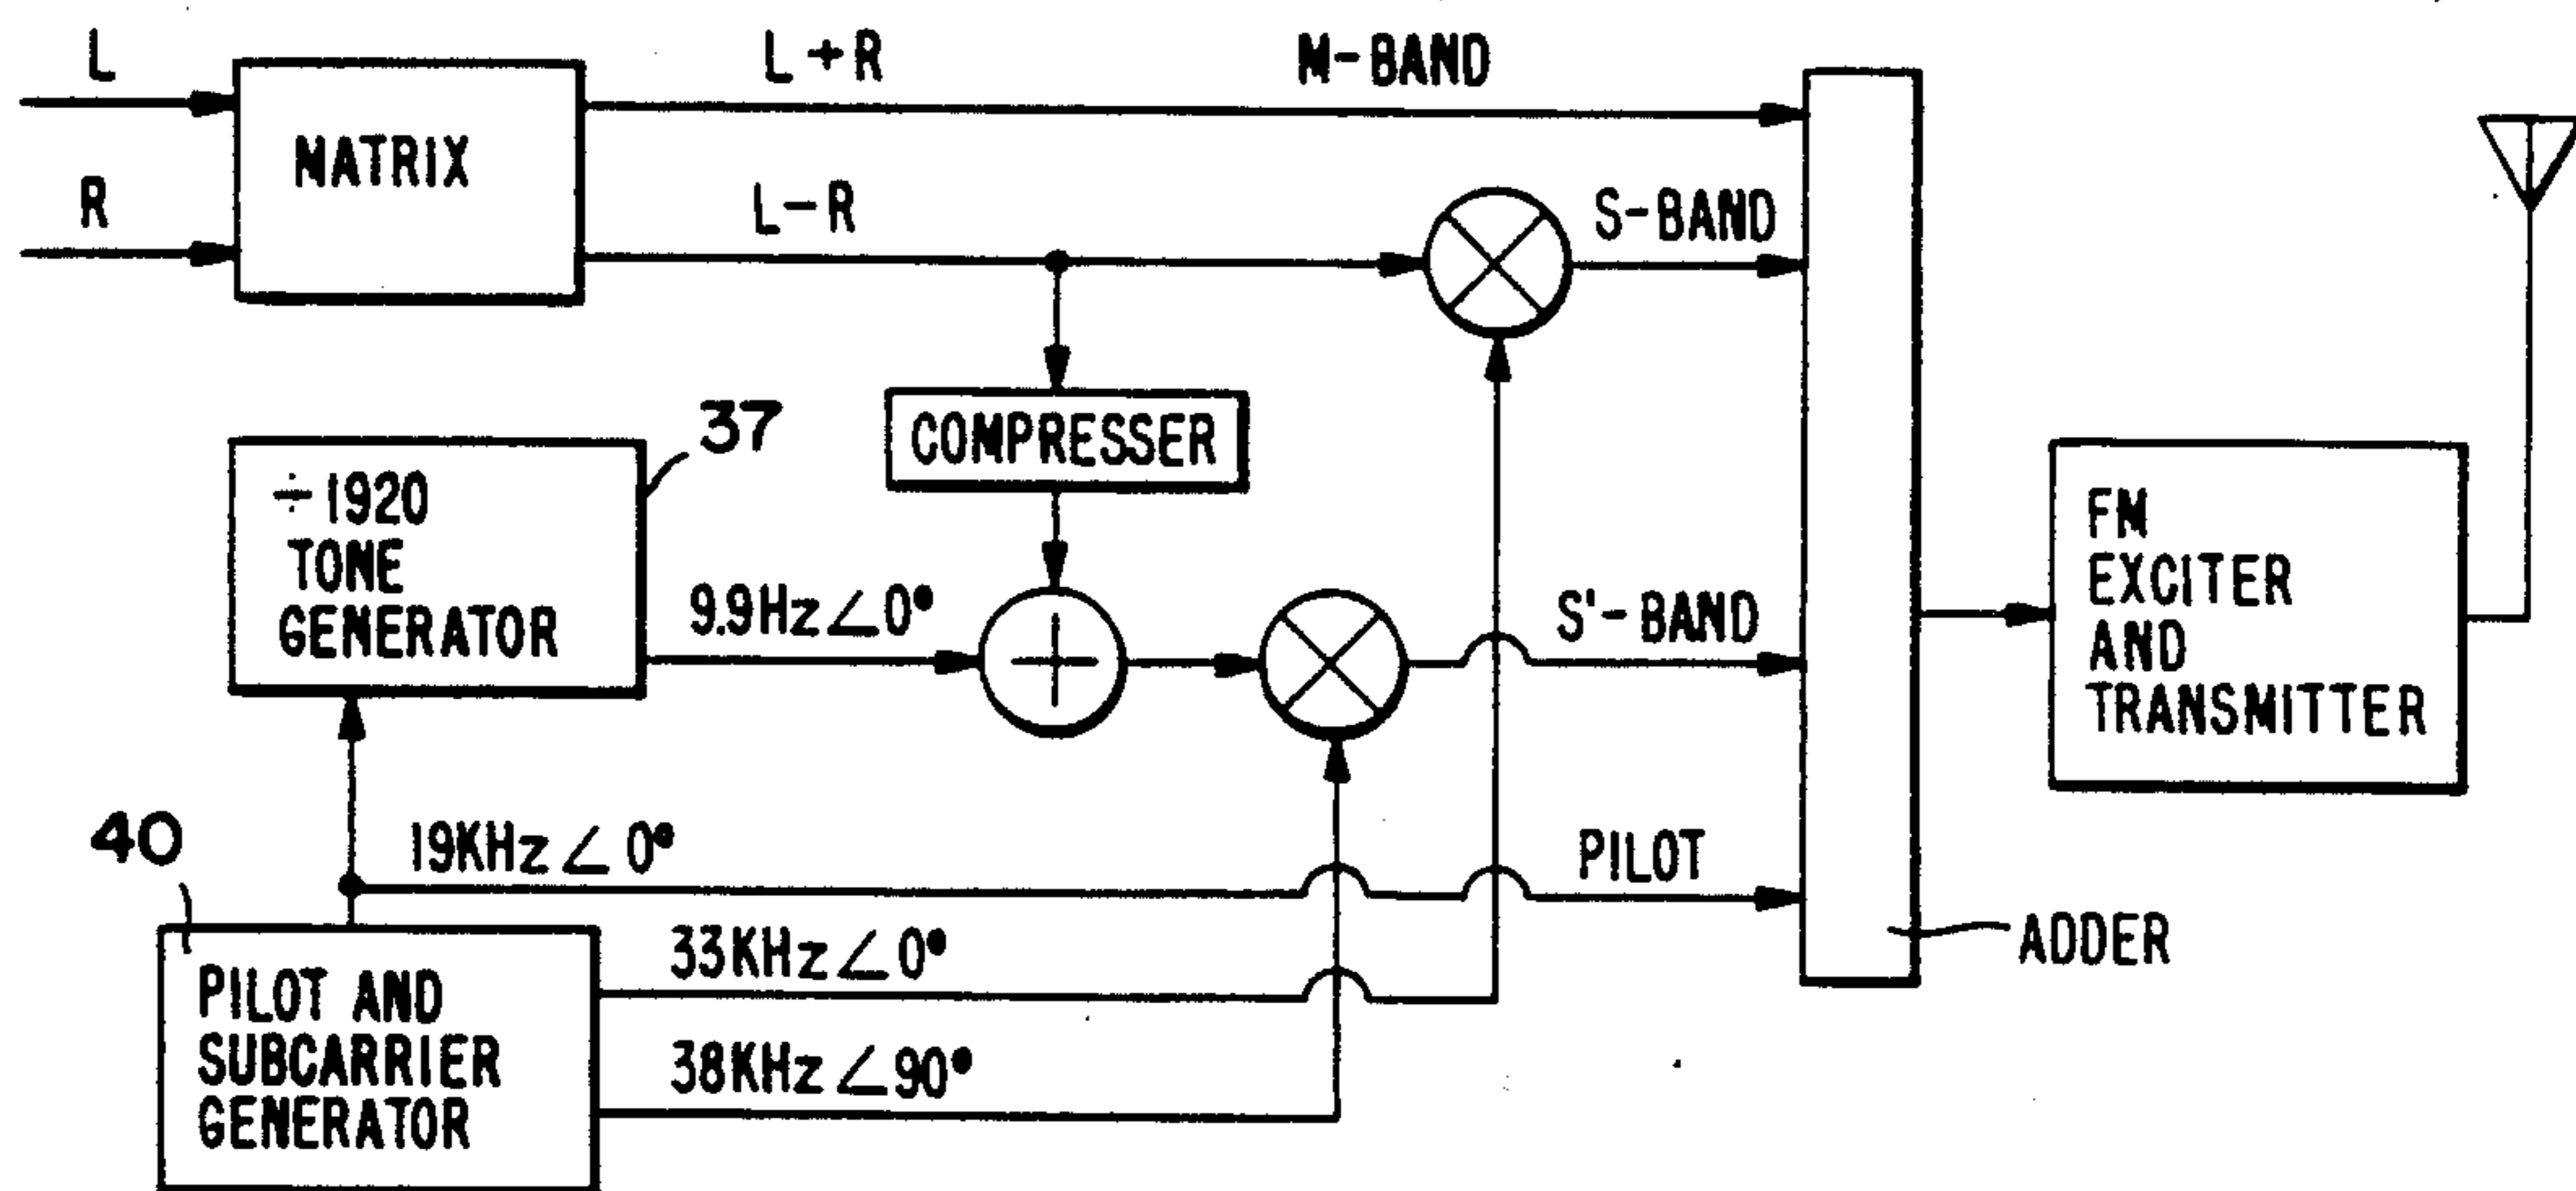 L
L+R
M-BAND
MATRIX
R
L-R
S-BAND
37
COMPRESSER
÷1920
TONE
GENERATOR
9.9Hz∠0°
S'-BAND
FM
EXCITER
AND
TRANSMITTER
40
19KHz∠0°
PILOT
ADDER
33KHz∠0°
PILOT AND
SUBCARRIER
GENERATOR
38KHz∠90°